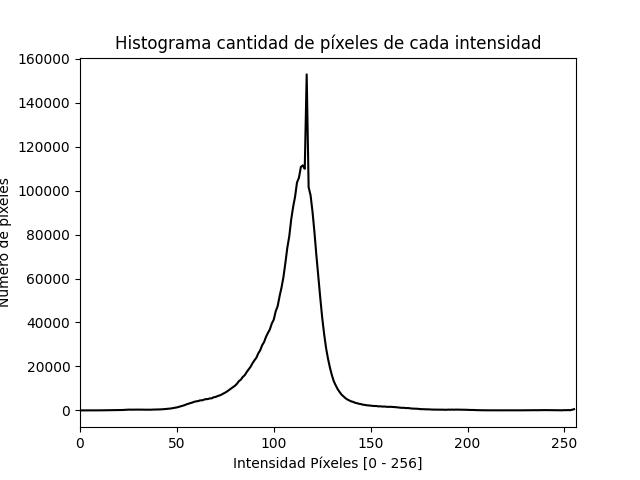 Histograma cantidad de píxeles de cada intensidad
160000
140000
120000
100000
80000
60000
40000
20000
0
Número de píxeles
0 50 100 150 200 250
Intensidad Píxeles [0 - 256]